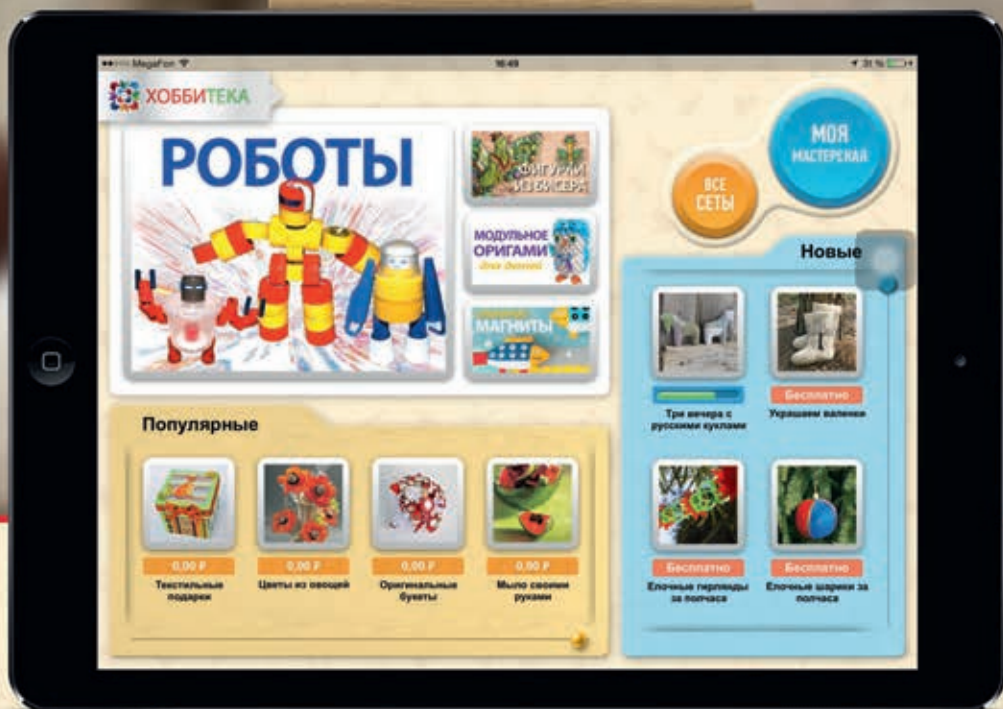 MegaFon
16:49
31 %
ХОББИТЕКА
РОБОТЫ
ФИГУРКИ
ИЗ БИСЕРА
МОДУЛЬНОЕ
ОРИГАМИ
МАГНИТЫ
МОЯ
МАСТЕРСКАЯ
ВСЕ
СЕТЫ
Новые
Три вечера с
русскими куклами
Бесплатно
Украшаем валенки
Бесплатно
Елочные гирлянды
за полчаса
Бесплатно
Елочные шарики за
полчаса
Популярные
0,00 ₽
Текстильные
подарки
0,00 ₽
Цветы из овощей
0,00 ₽
Оригинальные
букеты
0,00 ₽
Мыло своими
руками